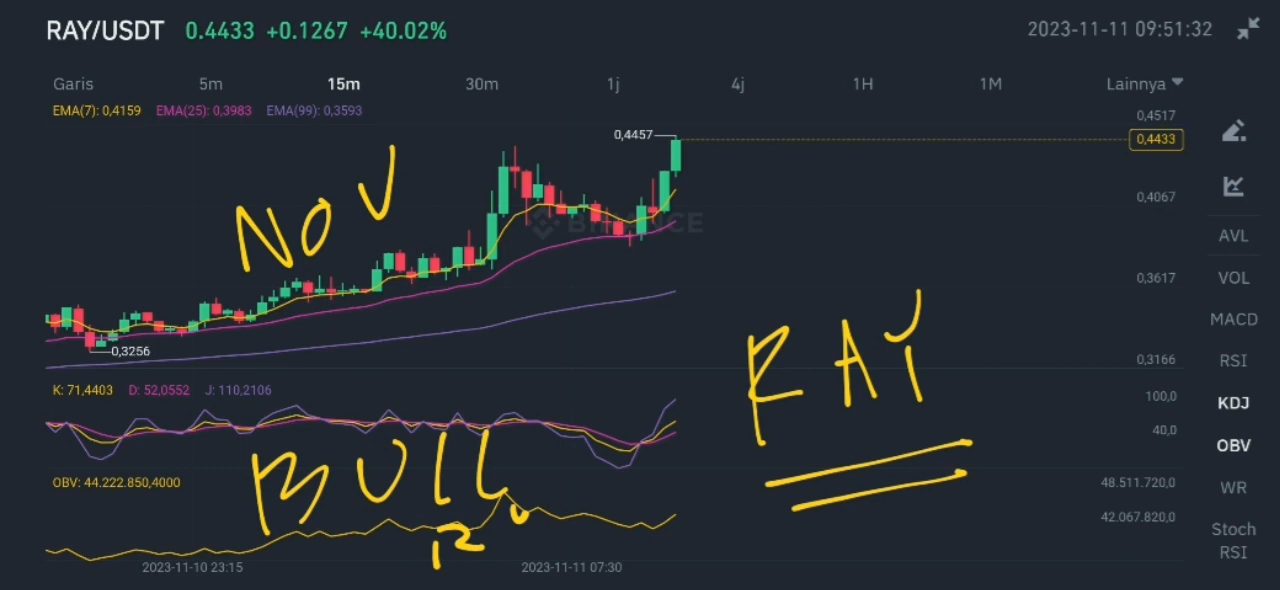 RAY/USDT 0.4433 +0.1267 +40.02% 2023-11-11 09:51:32
Garis 5m 15m 30m 1j 4j 1H 1M Lainnya
EMA(7): 0,4159 EMA(25): 0,3983 EMA(99): 0,3593
0,4517
0,4457
0,4433
NOV
0,4067
BINANCE
AVL
0,3617
VOL
MACD
0,3256
0,3166
RSI
RAY
K: 71,4403 D: 52,0552 J: 110,2106
100,0
KDJ
40,0
OBV
BULL
OBV: 44.222.850,4000
48.511.720,0
WR
42.067.820,0
Stoch
RSI
2023-11-10 23:15 2023-11-11 07:30